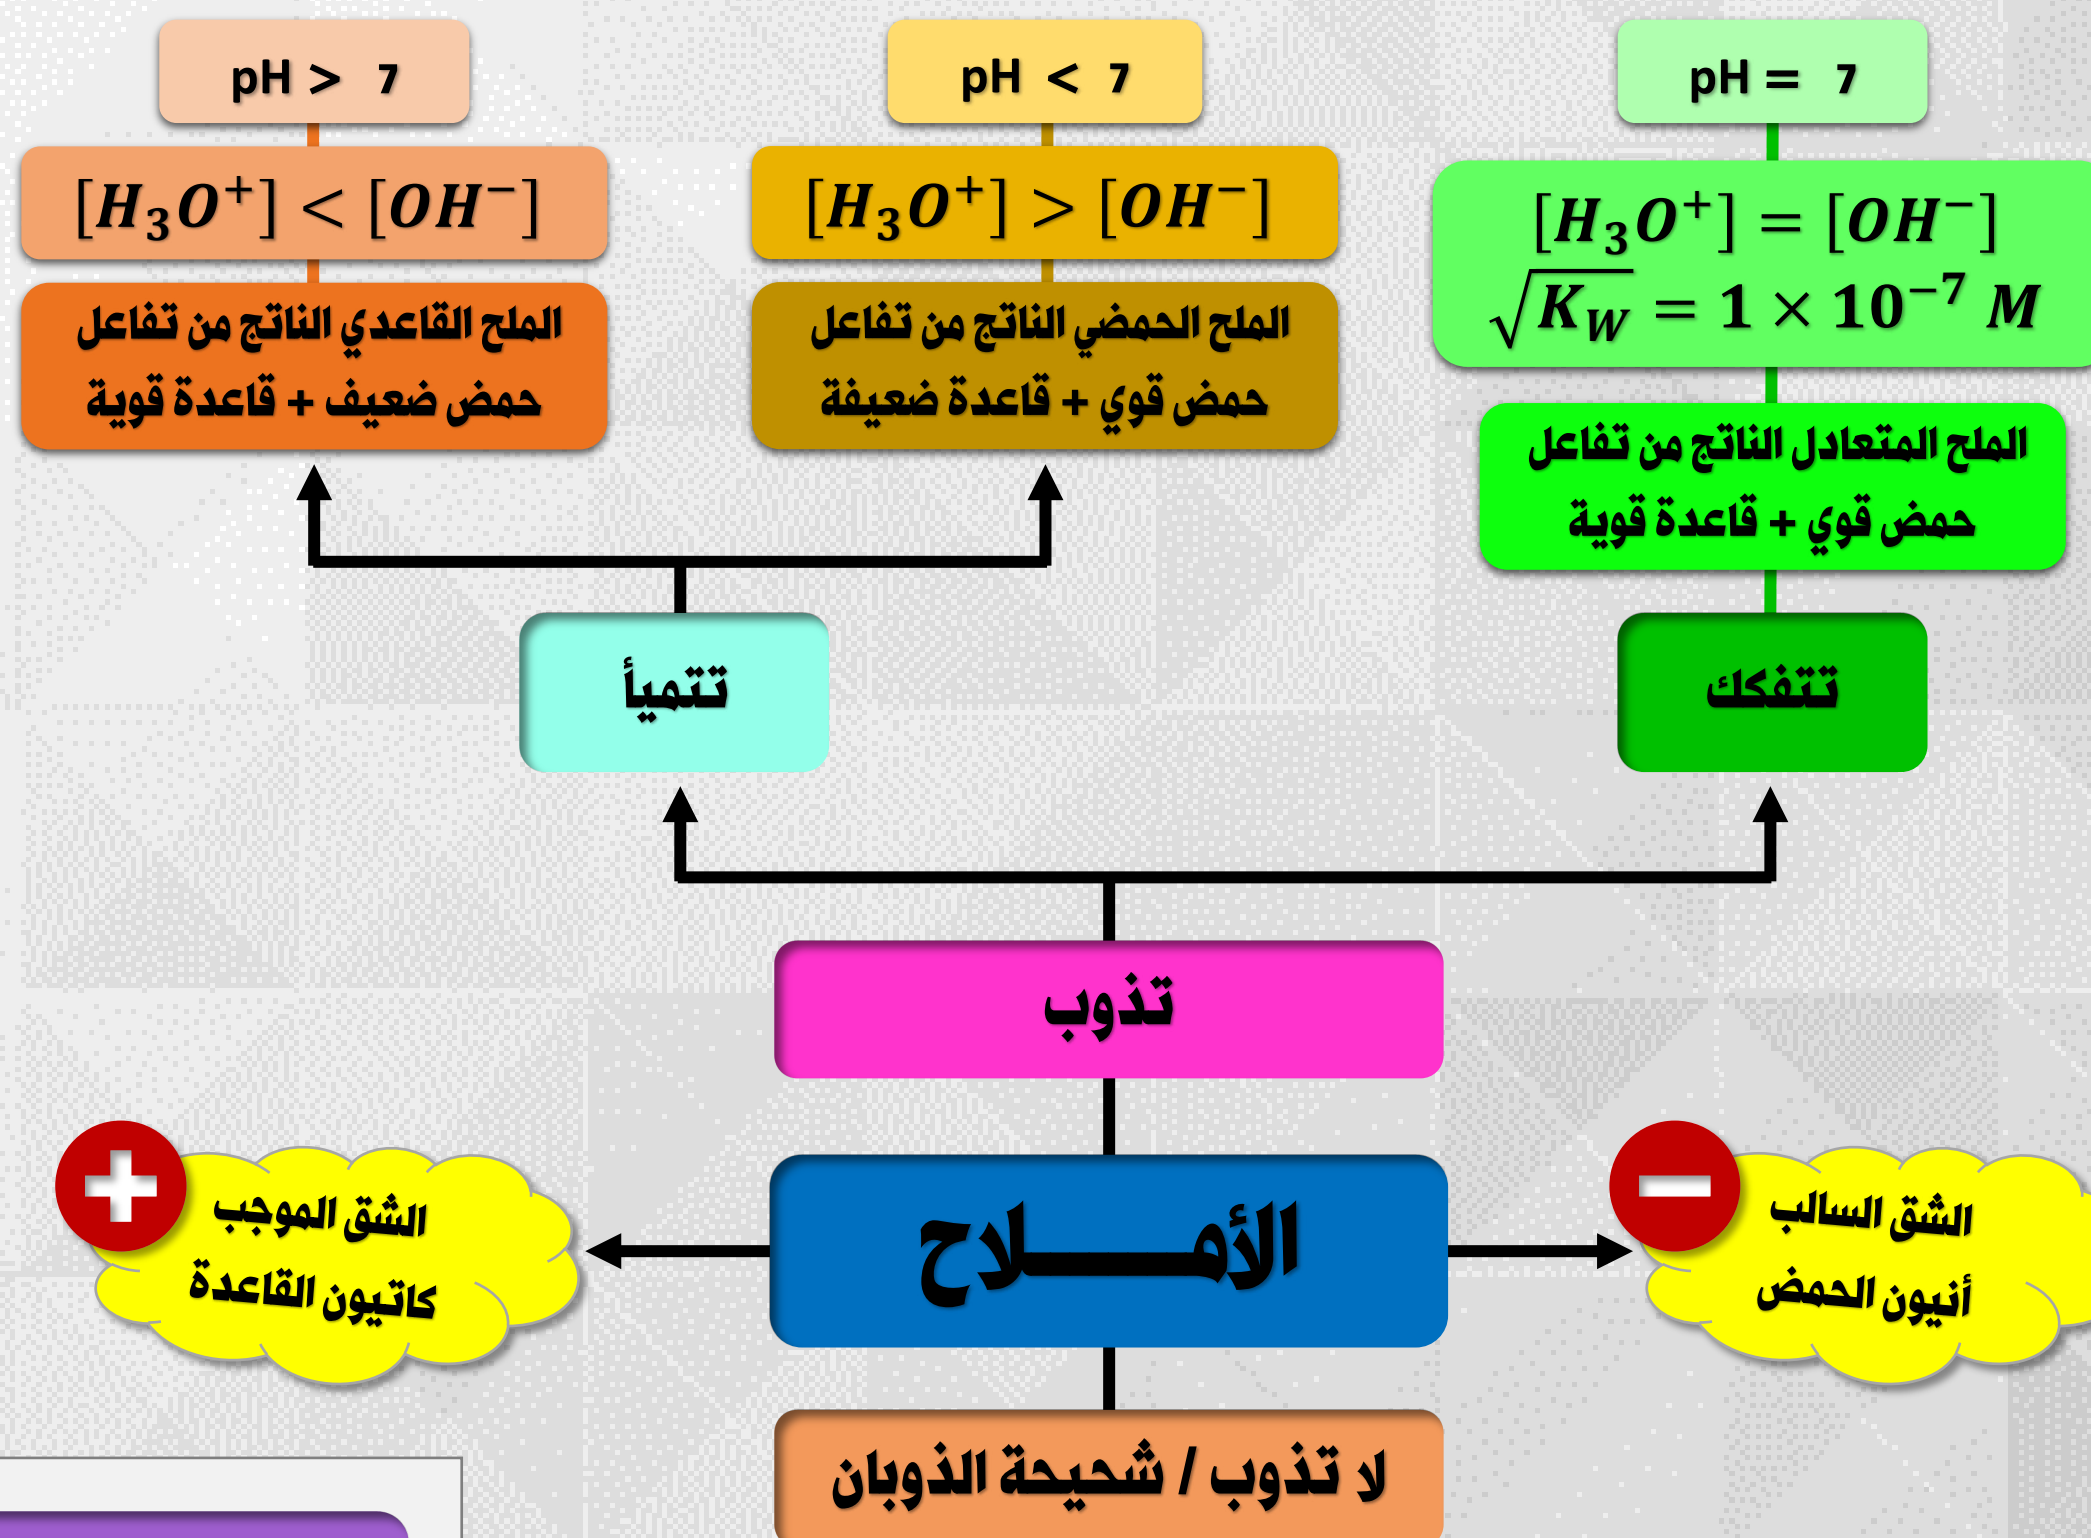 pH = 7
[H₃O⁺] = [OH⁻]
√K_W = 1 × 10⁻⁷ M
الملح المتعادل الناتج من تفاعل
حمض قوي + قاعدة قوية
تتفكك
pH < 7
[H₃O⁺] > [OH⁻]
الملح الحمضي الناتج من تفاعل
حمض قوي + قاعدة ضعيفة
pH > 7
[H₃O⁺] < [OH⁻]
الملح القاعدي الناتج من تفاعل
حمض ضعيف + قاعدة قوية
تتميأ
تذوب
الشق السالب
أنيون الحمض
الأمـــــلاح
الشق الموجب
كاتيون القاعدة
لا تذوب / شحيحة الذوبان